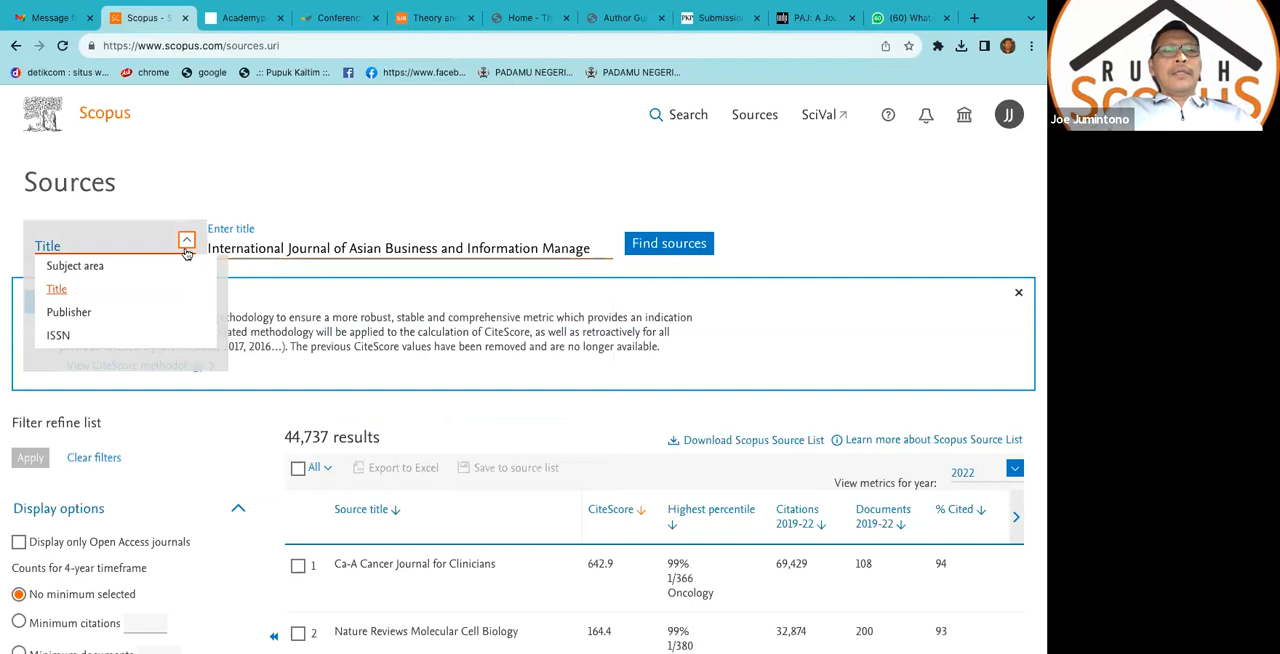 Message f
Scopus - S
Academyp
Conferenc
Theory an
Home - Th
Author Gui
Submissio
PAJ: A Jou
(60) What
https://www.scopus.com/sources.uri
detikcom : situs w...
chrome
google
.:: Pupuk Kaltim ::.
https://www.faceb...
PADAMU NEGERI...
PADAMU NEGERI...
Scopus
Search
Sources
SciVal
JJ
Sources
Title
Enter title
International Journal of Asian Business and Information Manage
Find sources
Subject area
Title
Publisher
ISSN
hodology to ensure a more robust, stable and comprehensive metric which provides an indication
ated methodology will be applied to the calculation of CiteScore, as well as retroactively for all
2017, 2016...). The previous CiteScore values have been removed and are no longer available.
View CiteScore methodology
Filter refine list
Apply
Clear filters
44,737 results
Download Scopus Source List
Learn more about Scopus Source List
All
Export to Excel
Save to source list
View metrics for year:
2022
Display options
Source title
CiteScore
Highest percentile
Citations 2019-22
Documents 2019-22
% Cited
Display only Open Access journals
Counts for 4-year timeframe
No minimum selected
Minimum citations
Minimum documents
1
Ca-A Cancer Journal for Clinicians
642.9
99%
1/366
Oncology
69,429
108
94
2
Nature Reviews Molecular Cell Biology
164.4
99%
1/380
32,874
200
93
Joe Jumintono